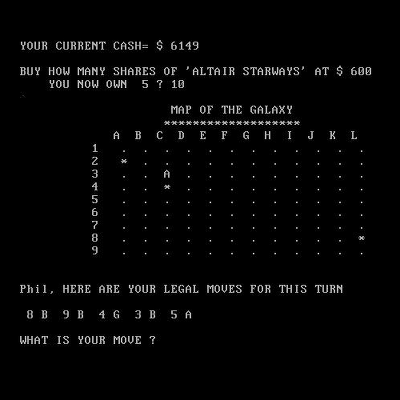 YOUR CURRENT CASH= $ 6149
BUY HOW MANY SHARES OF 'ALTAIR STARWAYS' AT $ 600
YOU NOW OWN 5 ? 10
MAP OF THE GALAXY
*******************
A B C D E F G H I J K L
1 . . . . . . . . . . . .
2 * . . . . . . . . . . .
3 . . A . . . . . . . . .
4 . . * . . . . . . . . .
5 . . . . . . . . . . . .
6 . . . . . . . . . . . .
7 . . . . . . . . . . . .
8 . . . . . . . . . . . *
9 . . . . . . . . . . . .
Phil, HERE ARE YOUR LEGAL MOVES FOR THIS TURN
8 B 9 B 4 G 3 B 5 A
WHAT IS YOUR MOVE ?